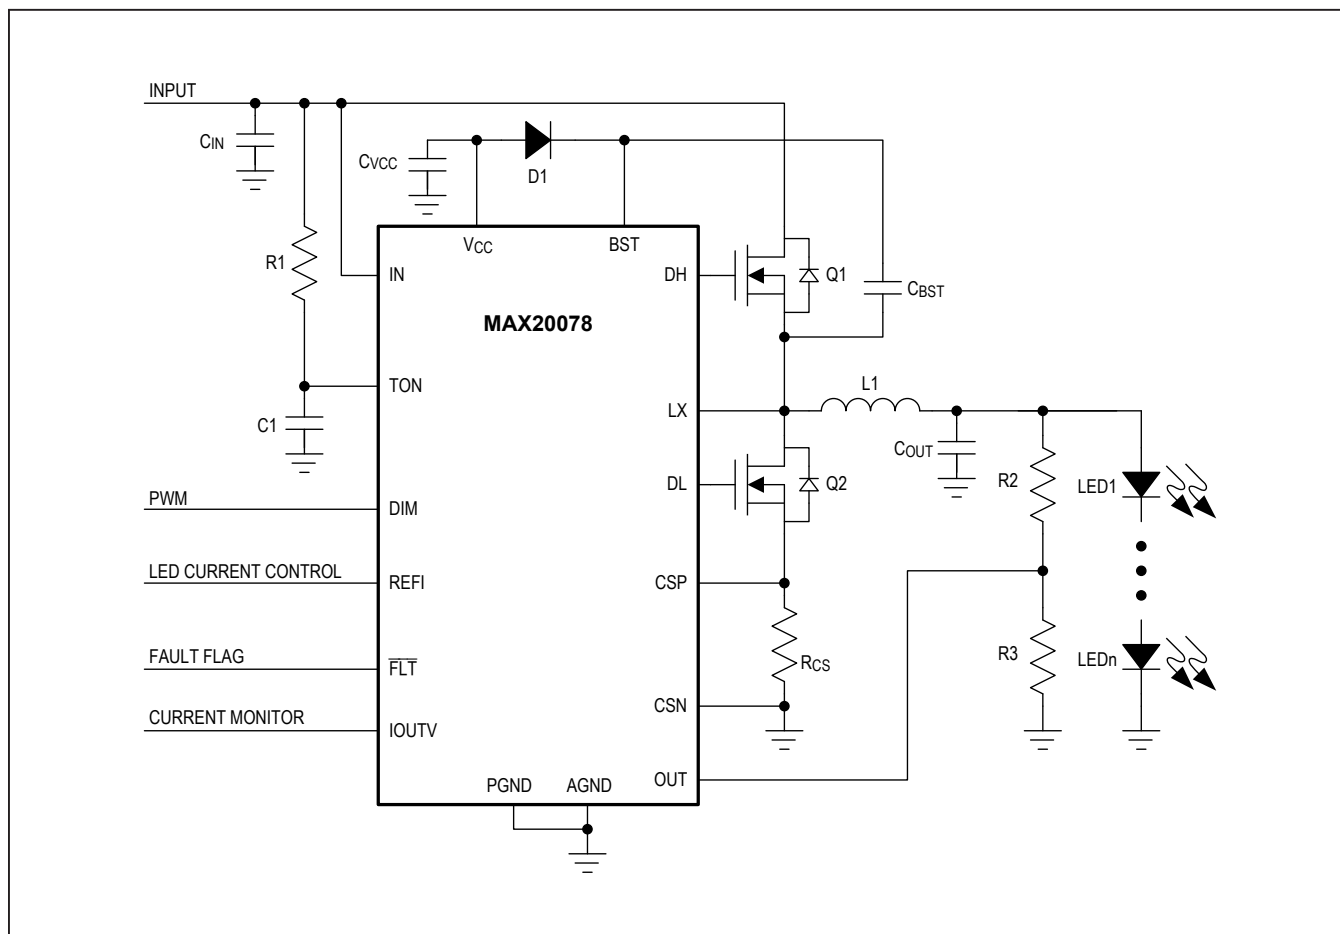 INPUT
CIN
CVCC
D1
VCC
BST
R1
IN
DH
Q1
CBST
MAX20078
TON
L1
LX
C1
COUT
R2
LED1
DL
Q2
PWM
DIM
LED CURRENT CONTROL
REFI
CSP
FAULT FLAG
FLT
RCS
R3
LEDn
CURRENT MONITOR
IOUTV
CSN
OUT
PGND
AGND